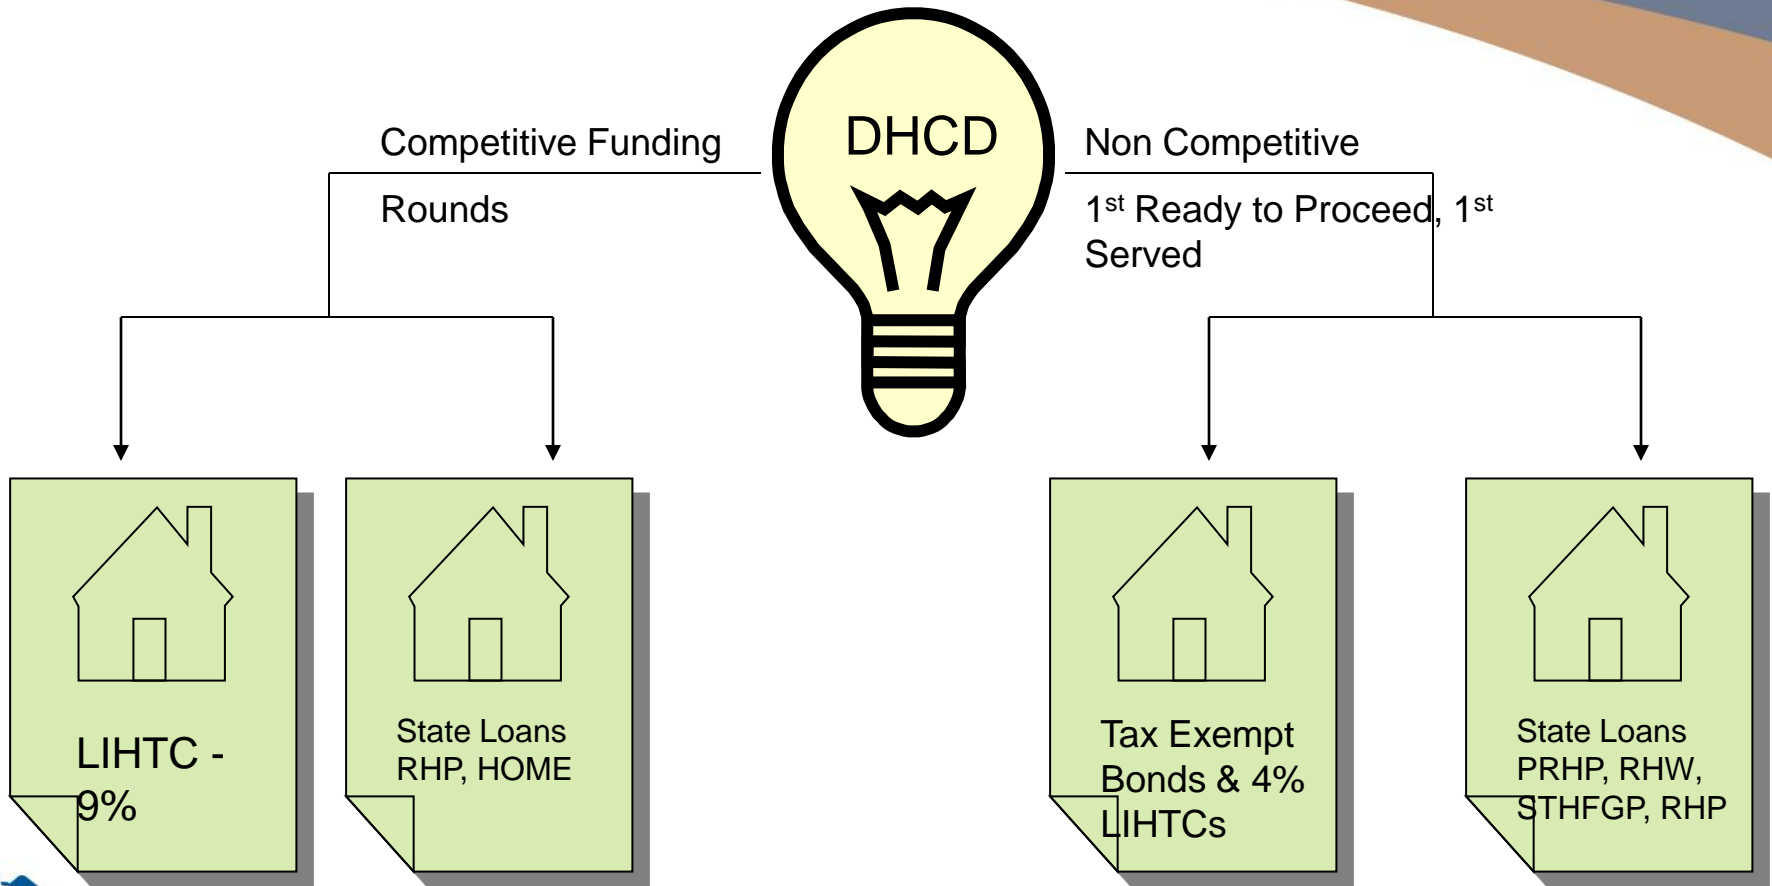 DHCD
Competitive Funding
Rounds
Non Competitive
1st Ready to Proceed, 1st
Served
LIHTC -
9%
State Loans
RHP, HOME
Tax Exempt
Bonds & 4%
LIHTCs
State Loans
PRHP, RHW,
STHFGP, RHP